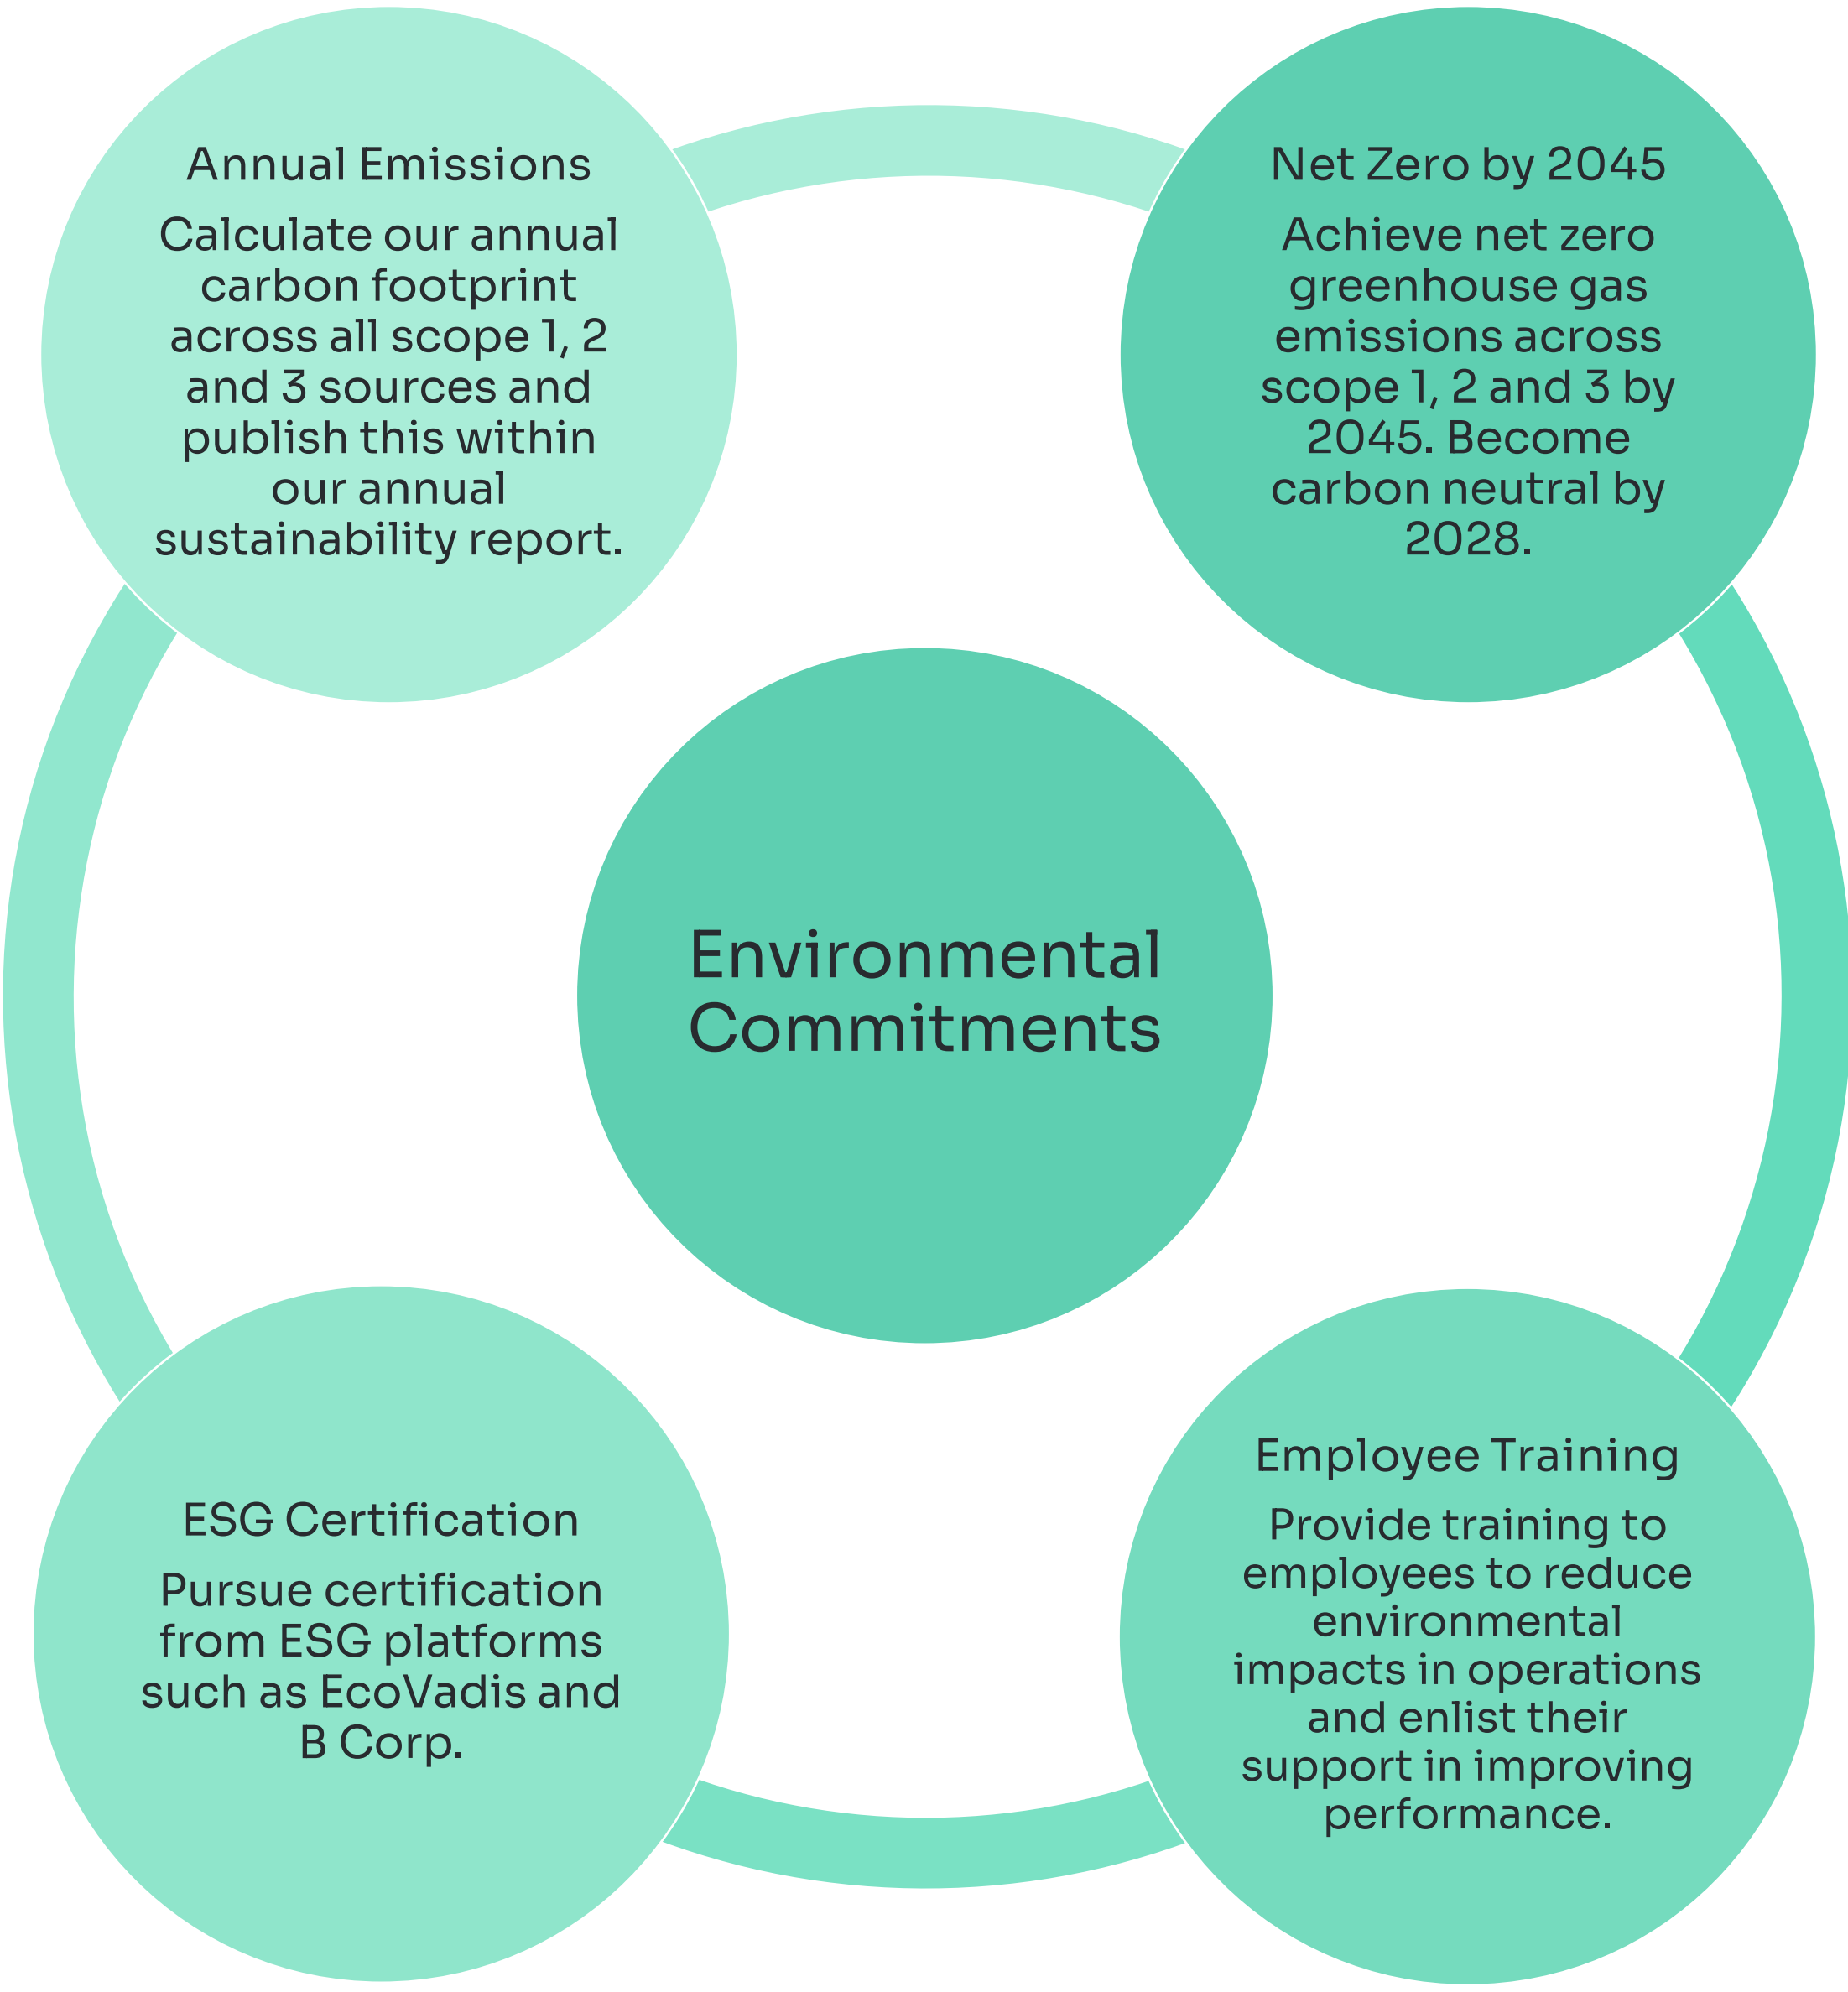 Annual Emissions
Calculate our annual
carbon footprint
across all scope 1, 2
and 3 sources and
publish this within
our annual
sustainability report.
Net Zero by 2045
Achieve net zero
greenhouse gas
emissions across
scope 1, 2 and 3 by
2045. Become
carbon neutral by
2028.
Environmental
Commitments
ESG Certification
Pursue certification
from ESG platforms
such as EcoVadis and
B Corp.
Employee Training
Provide training to
employees to reduce
environmental
impacts in operations
and enlist their
support in improving
performance.